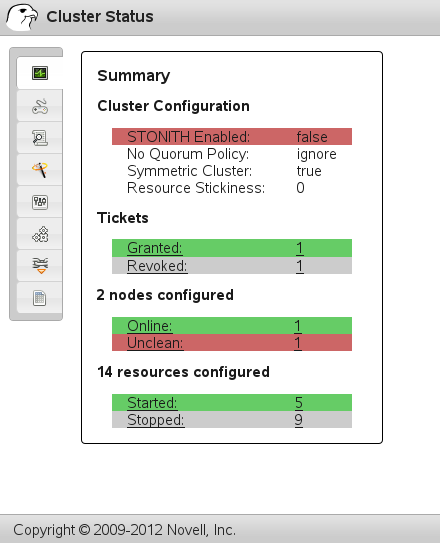 Cluster Status
Summary
Cluster Configuration
STONITH Enabled: false
No Quorum Policy: ignore
Symmetric Cluster: true
Resource Stickiness: 0
Tickets
Granted: 1
Revoked: 1
2 nodes configured
Online: 1
Unclean: 1
14 resources configured
Started: 5
Stopped: 9
Copyright © 2009-2012 Novell, Inc.